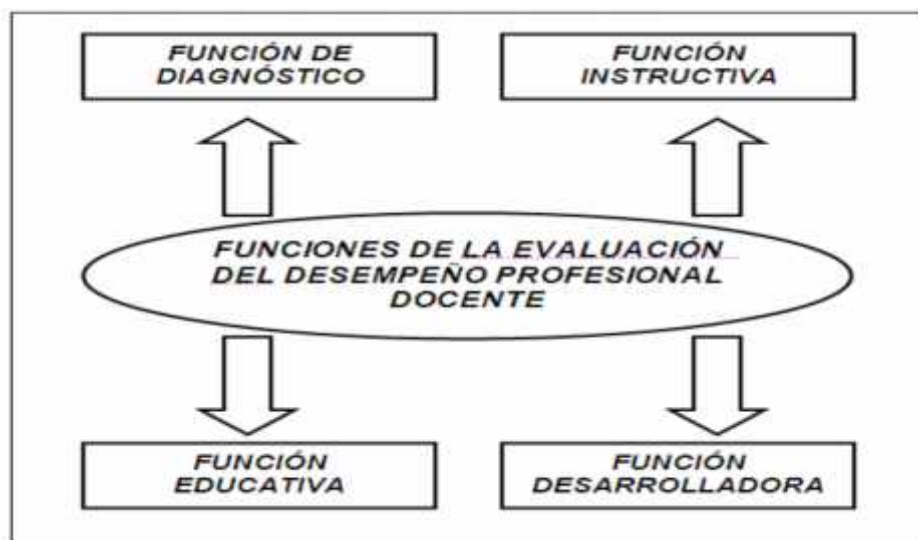 FUNCIÓN DE
DIAGNÓSTICO
FUNCIÓN
INSTRUCTIVA
FUNCIONES DE LA EVALUACIÓN
DEL DESEMPEÑO PROFESIONAL
DOCENTE
FUNCIÓN
EDUCATIVA
FUNCIÓN
DESARROLLADORA